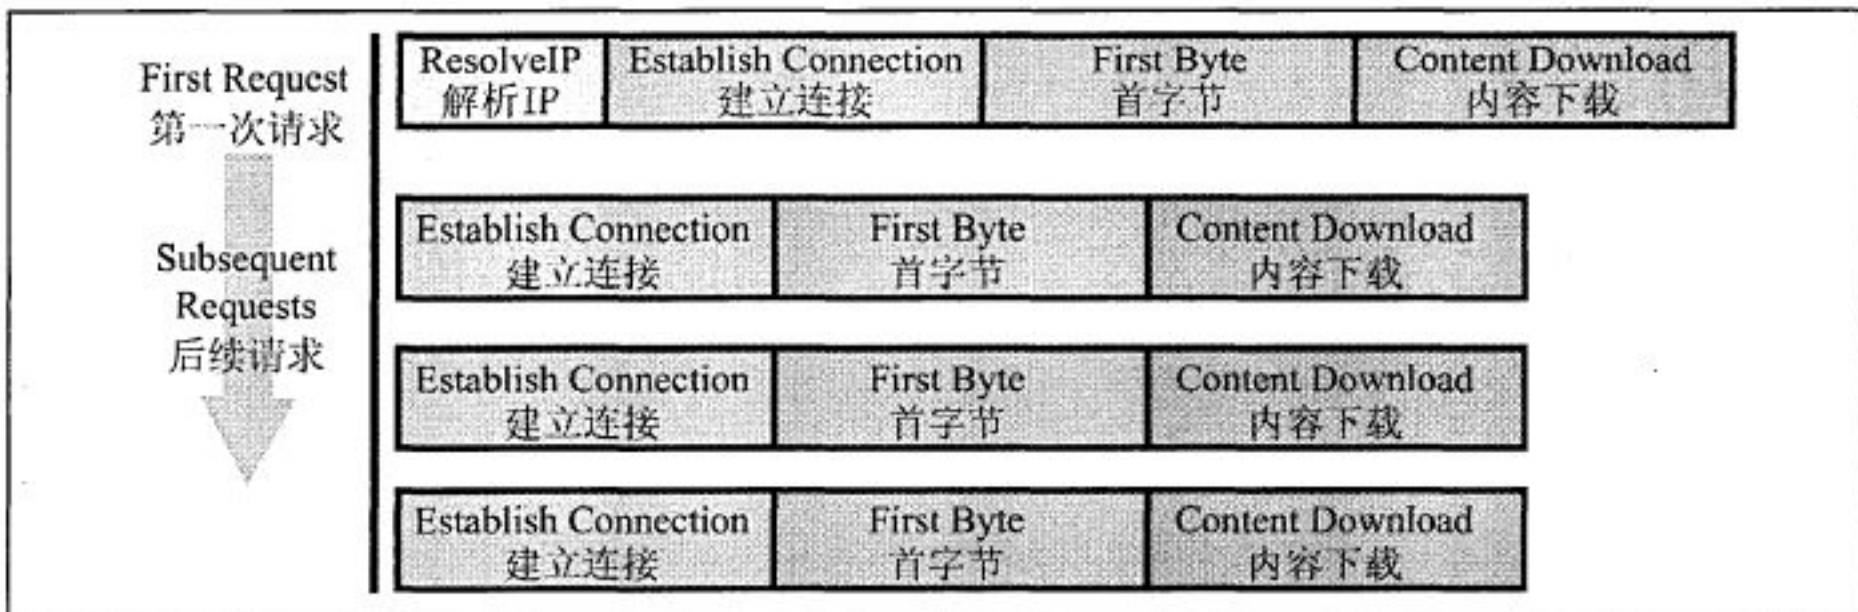 First Request
第一次请求
Subsequent
Requests
后续请求
ResolveIP
解析IP
Establish Connection
建立连接
First Byte
首字节
Content Download
内容下载
Establish Connection
建立连接
First Byte
首字节
Content Download
内容下载
Establish Connection
建立连接
First Byte
首字节
Content Download
内容下载
Establish Connection
建立连接
First Byte
首字节
Content Download
内容下载